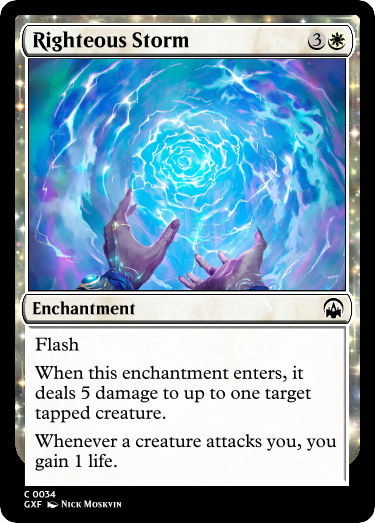 Righteous Storm 3
Enchantment
Flash
When this enchantment enters, it
deals 5 damage to up to one target
tapped creature.
Whenever a creature attacks you, you
gain 1 life.
C 0034
GXF Nick Moskvin